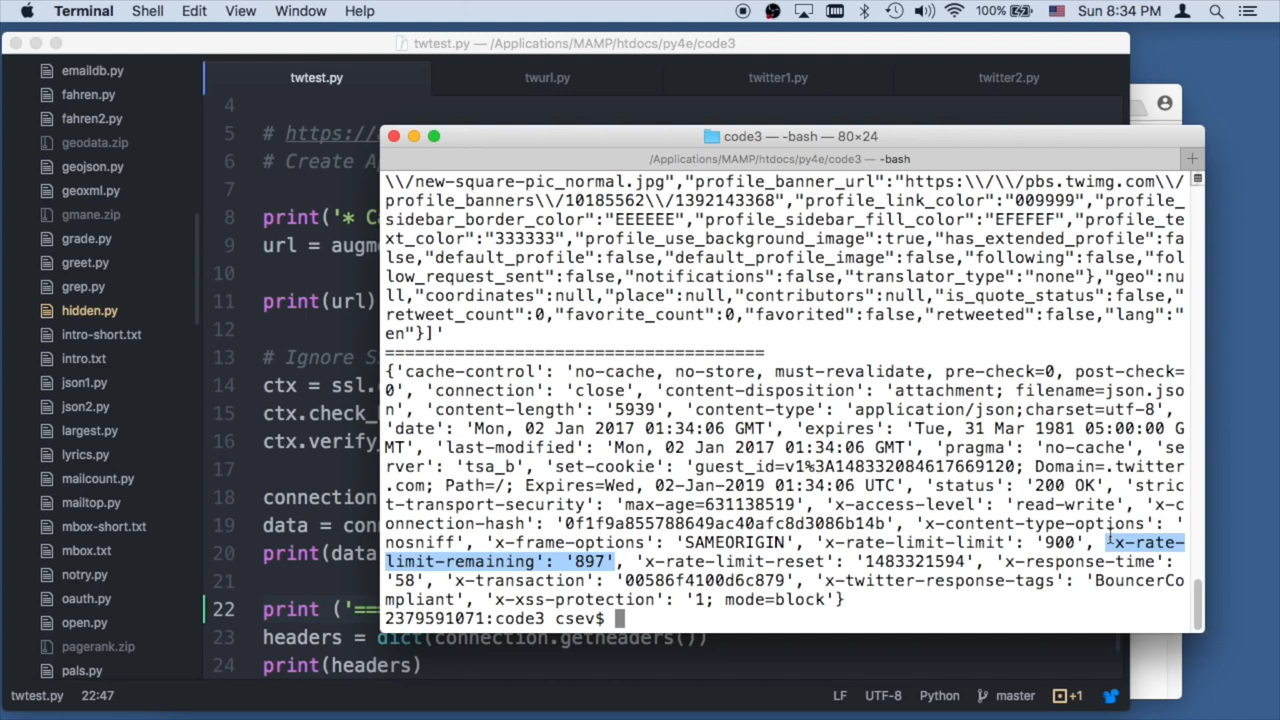 Terminal Shell Edit View Window Help 100% Sun 8:34 PM
twtest.py — /Applications/MAMP/htdocs/py4e/code3
emaildb.py
fahren.py
fahren2.py
geodata.zip
geojson.py
geoxml.py
gmane.zip
grade.py
greet.py
grep.py
hidden.py
intro-short.txt
intro.txt
json1.py
json2.py
largest.py
lyrics.py
mailcount.py
mailtop.py
mbox-short.txt
mbox.txt
notry.py
oauth.py
open.py
pagerank.zip
pals.py
twtest.py twurl.py twitter1.py twitter2.py
4
5 # https://
6 # Create A
7
8 print('* C
9 url = augm
10
11 print(url)
12
13 # Ignore S
14 ctx = ssl.
15 ctx.check_
16 ctx.verify_
17
18 connection
19 data = con
20 print(data
22 print ('==
23 headers = dict(connection.getheaders())
24 print(headers)
code3 — -bash — 80×24
/Applications/MAMP/htdocs/py4e/code3 — -bash
\\/new-square-pic_normal.jpg","profile_banner_url":"https:\\/\\/pbs.twimg.com\\/
profile_banners\\/10185562\\/1392143368","profile_link_color":"009999","profile_
sidebar_border_color":"EEEEEE","profile_sidebar_fill_color":"EFEFEF","profile_te
xt_color":"333333","profile_use_background_image":true,"has_extended_profile":fa
lse,"default_profile":false,"default_profile_image":false,"following":false,"fol
low_request_sent":false,"notifications":false,"translator_type":"none"},"geo":nu
ll,"coordinates":null,"place":null,"contributors":null,"is_quote_status":false,"
retweet_count":0,"favorite_count":0,"favorited":false,"retweeted":false,"lang":"
en"}]'
======================================
{'cache-control': 'no-cache, no-store, must-revalidate, pre-check=0, post-check=
0', 'connection': 'close', 'content-disposition': 'attachment; filename=json.jso
n', 'content-length': '5939', 'content-type': 'application/json;charset=utf-8',
'date': 'Mon, 02 Jan 2017 01:34:06 GMT', 'expires': 'Tue, 31 Mar 1981 05:00:00 G
MT', 'last-modified': 'Mon, 02 Jan 2017 01:34:06 GMT', 'pragma': 'no-cache', 'se
rver': 'tsa_b', 'set-cookie': 'guest_id=v1%3A148332084617669120; Domain=.twitter
.com; Path=/; Expires=Wed, 02-Jan-2019 01:34:06 UTC', 'status': '200 OK', 'stric
t-transport-security': 'max-age=631138519', 'x-access-level': 'read-write', 'x-c
onnection-hash': '0f1f9a855788649ac40afc8d3086b14b', 'x-content-type-options': '
nosniff', 'x-frame-options': 'SAMEORIGIN', 'x-rate-limit-limit': '900', 'x-rate-
limit-remaining': '897', 'x-rate-limit-reset': '1483321594', 'x-response-time':
'58', 'x-transaction': '00586f4100d6c879', 'x-twitter-response-tags': 'BouncerCo
mpliant', 'x-xss-protection': '1; mode=block'}
2379591071:code3 csev$
twtest.py 22:47 LF UTF-8 Python master +1